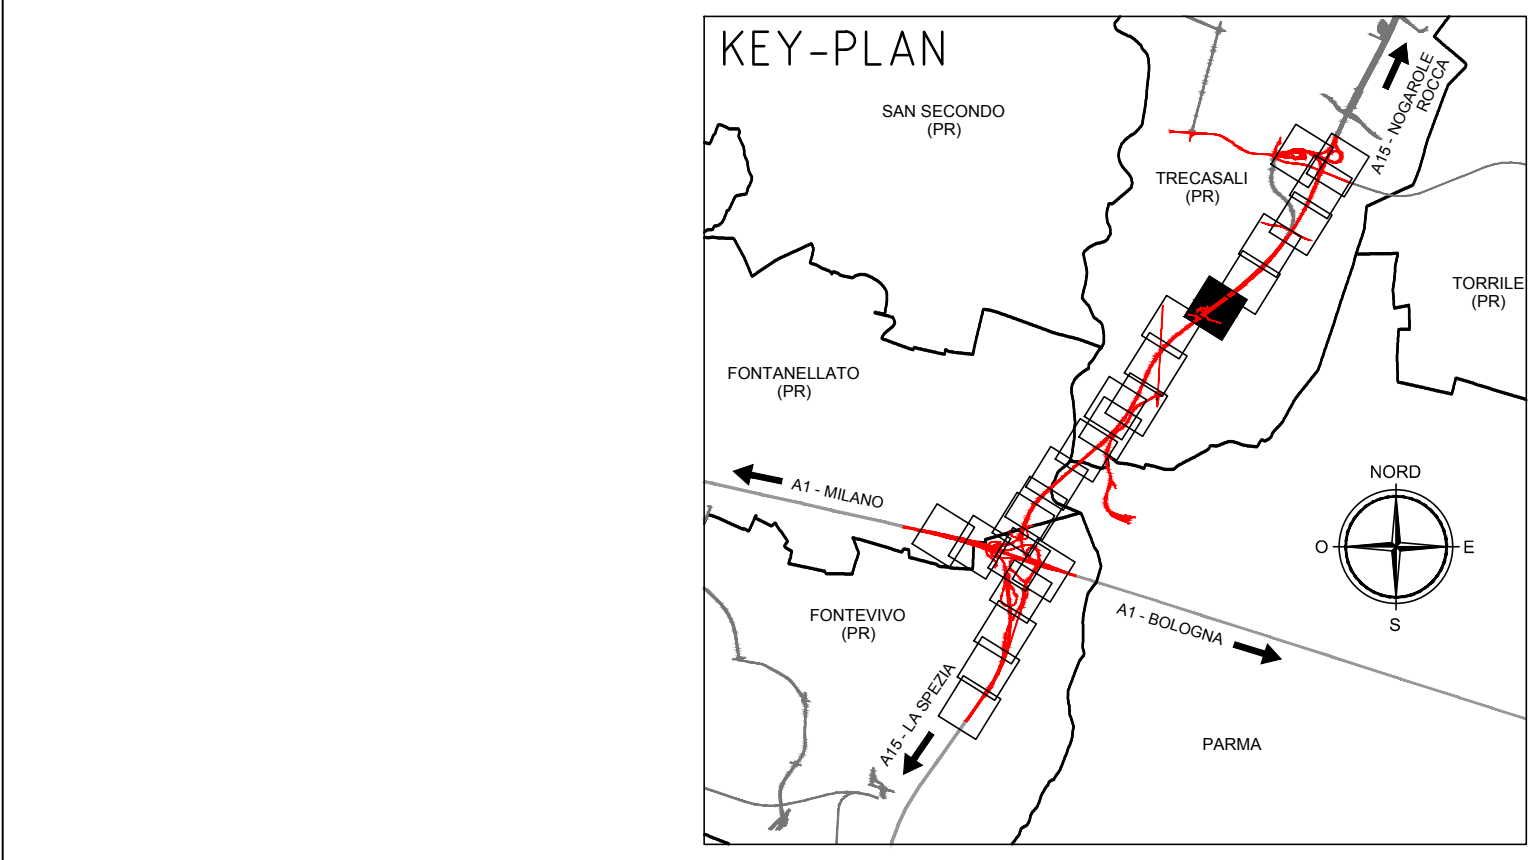 KEY-PLAN
SAN SECONDO
(PR)
A15 - NOGAROLE
ROCCA
TRECASALI
(PR)
TORRILE
(PR)
FONTANELLATO
(PR)
A1 - MILANO
NORD
O
E
S
FONTEVIVO
(PR)
A1 - BOLOGNA
A15 - LA SPEZIA
PARMA